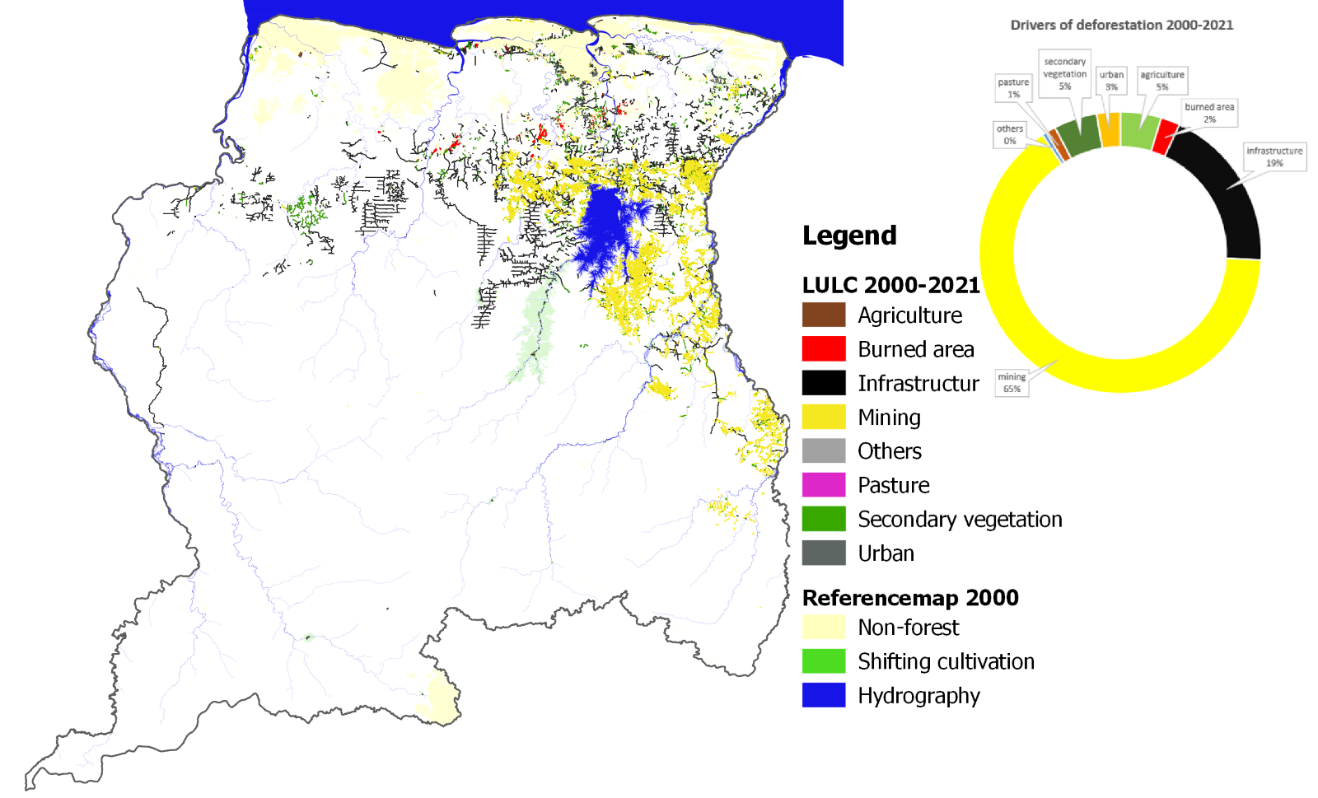 Drivers of deforestation 2000-2021
secondary
vegetation
5%
urban
3%
agriculture
5%
pasture
1%
burned area
2%
others
0%
infrastructure
19%
mining
65%
Legend
LULC 2000-2021
Agriculture
Burned area
Infrastructur
Mining
Others
Pasture
Secondary vegetation
Urban
Referencemap 2000
Non-forest
Shifting cultivation
Hydrography